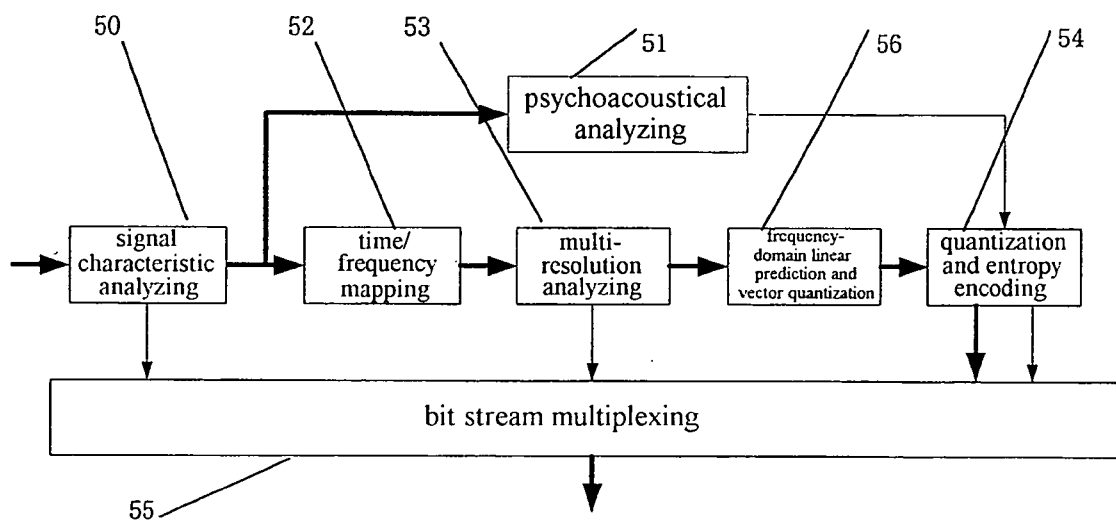 50
52
53
51
56
54
psychoacoustical
analyzing
signal
characteristic
analyzing
time/
frequency
mapping
multi-
resolution
analyzing
frequency-
domain linear
prediction and
vector quantization
quantization
and entropy
encoding
bit stream multiplexing
55